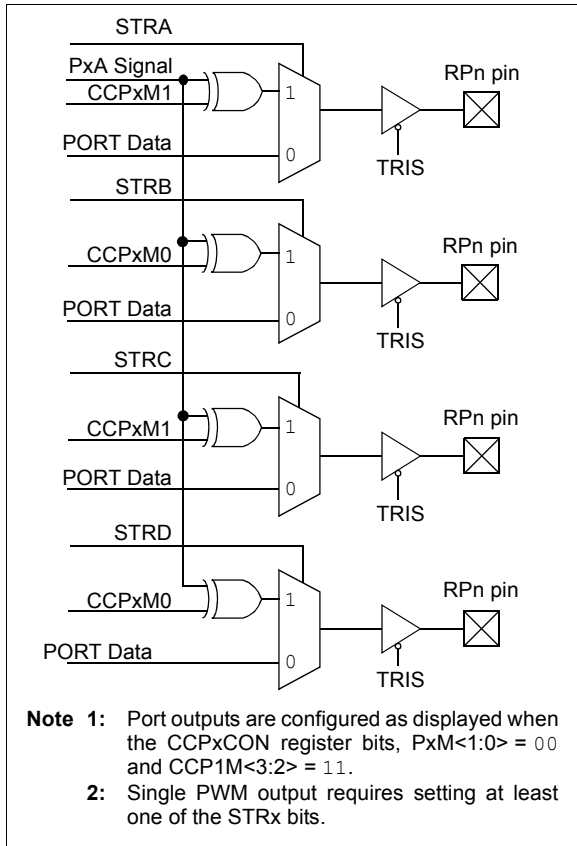 STRA
PxA Signal
CCPxM1
1
RPn pin
PORT Data
0
TRIS
STRB
CCPxM0
1
RPn pin
PORT Data
0
TRIS
STRC
CCPxM1
1
RPn pin
PORT Data
0
TRIS
STRD
CCPxM0
1
RPn pin
PORT Data
0
TRIS
Note 1: Port outputs are configured as displayed when
the CCPxCON register bits, PxM<1:0> = 00
and CCP1M<3:2> = 11.
2: Single PWM output requires setting at least
one of the STRx bits.